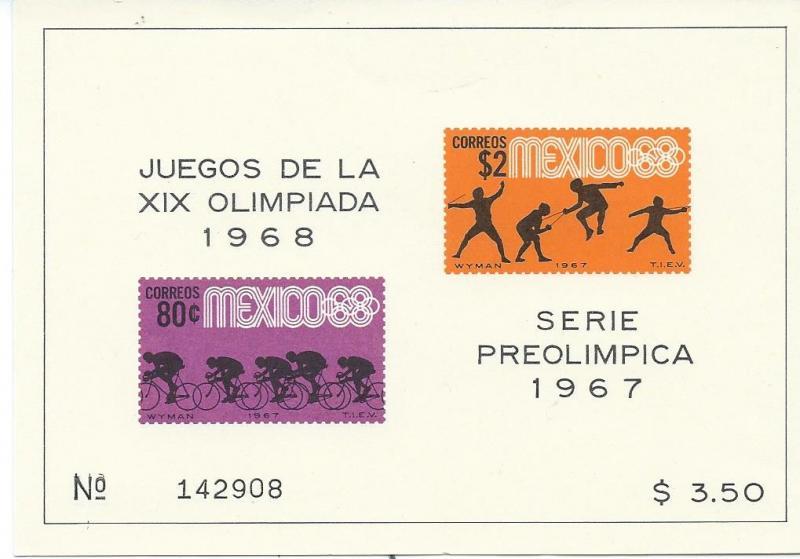 JUEGOS DE LA
XIX OLIMPIADA
1968
CORREOS
80¢ MEXICO68
WYMAN 1967 T.I.E.V.
CORREOS
$2 MEXICO68
WYMAN 1967 T.I.E.V.
SERIE
PREOLIMPICA
1967
Nº 142908
$ 3.50